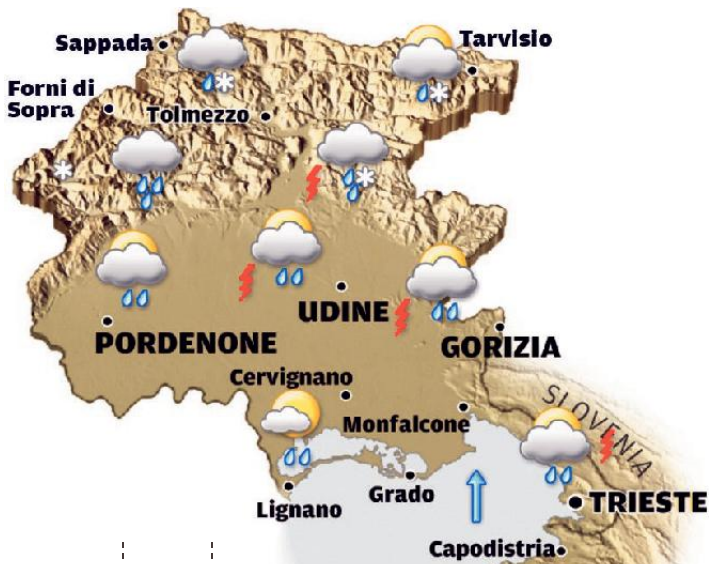 Sappada
Tarvisio
Forni di
Sopra
Tolmezzo
UDINE
PORDENONE
GORIZIA
Cervignano
SLOVENIA
Monfalcone
Grado
Lignano
TRIESTE
Capodistria